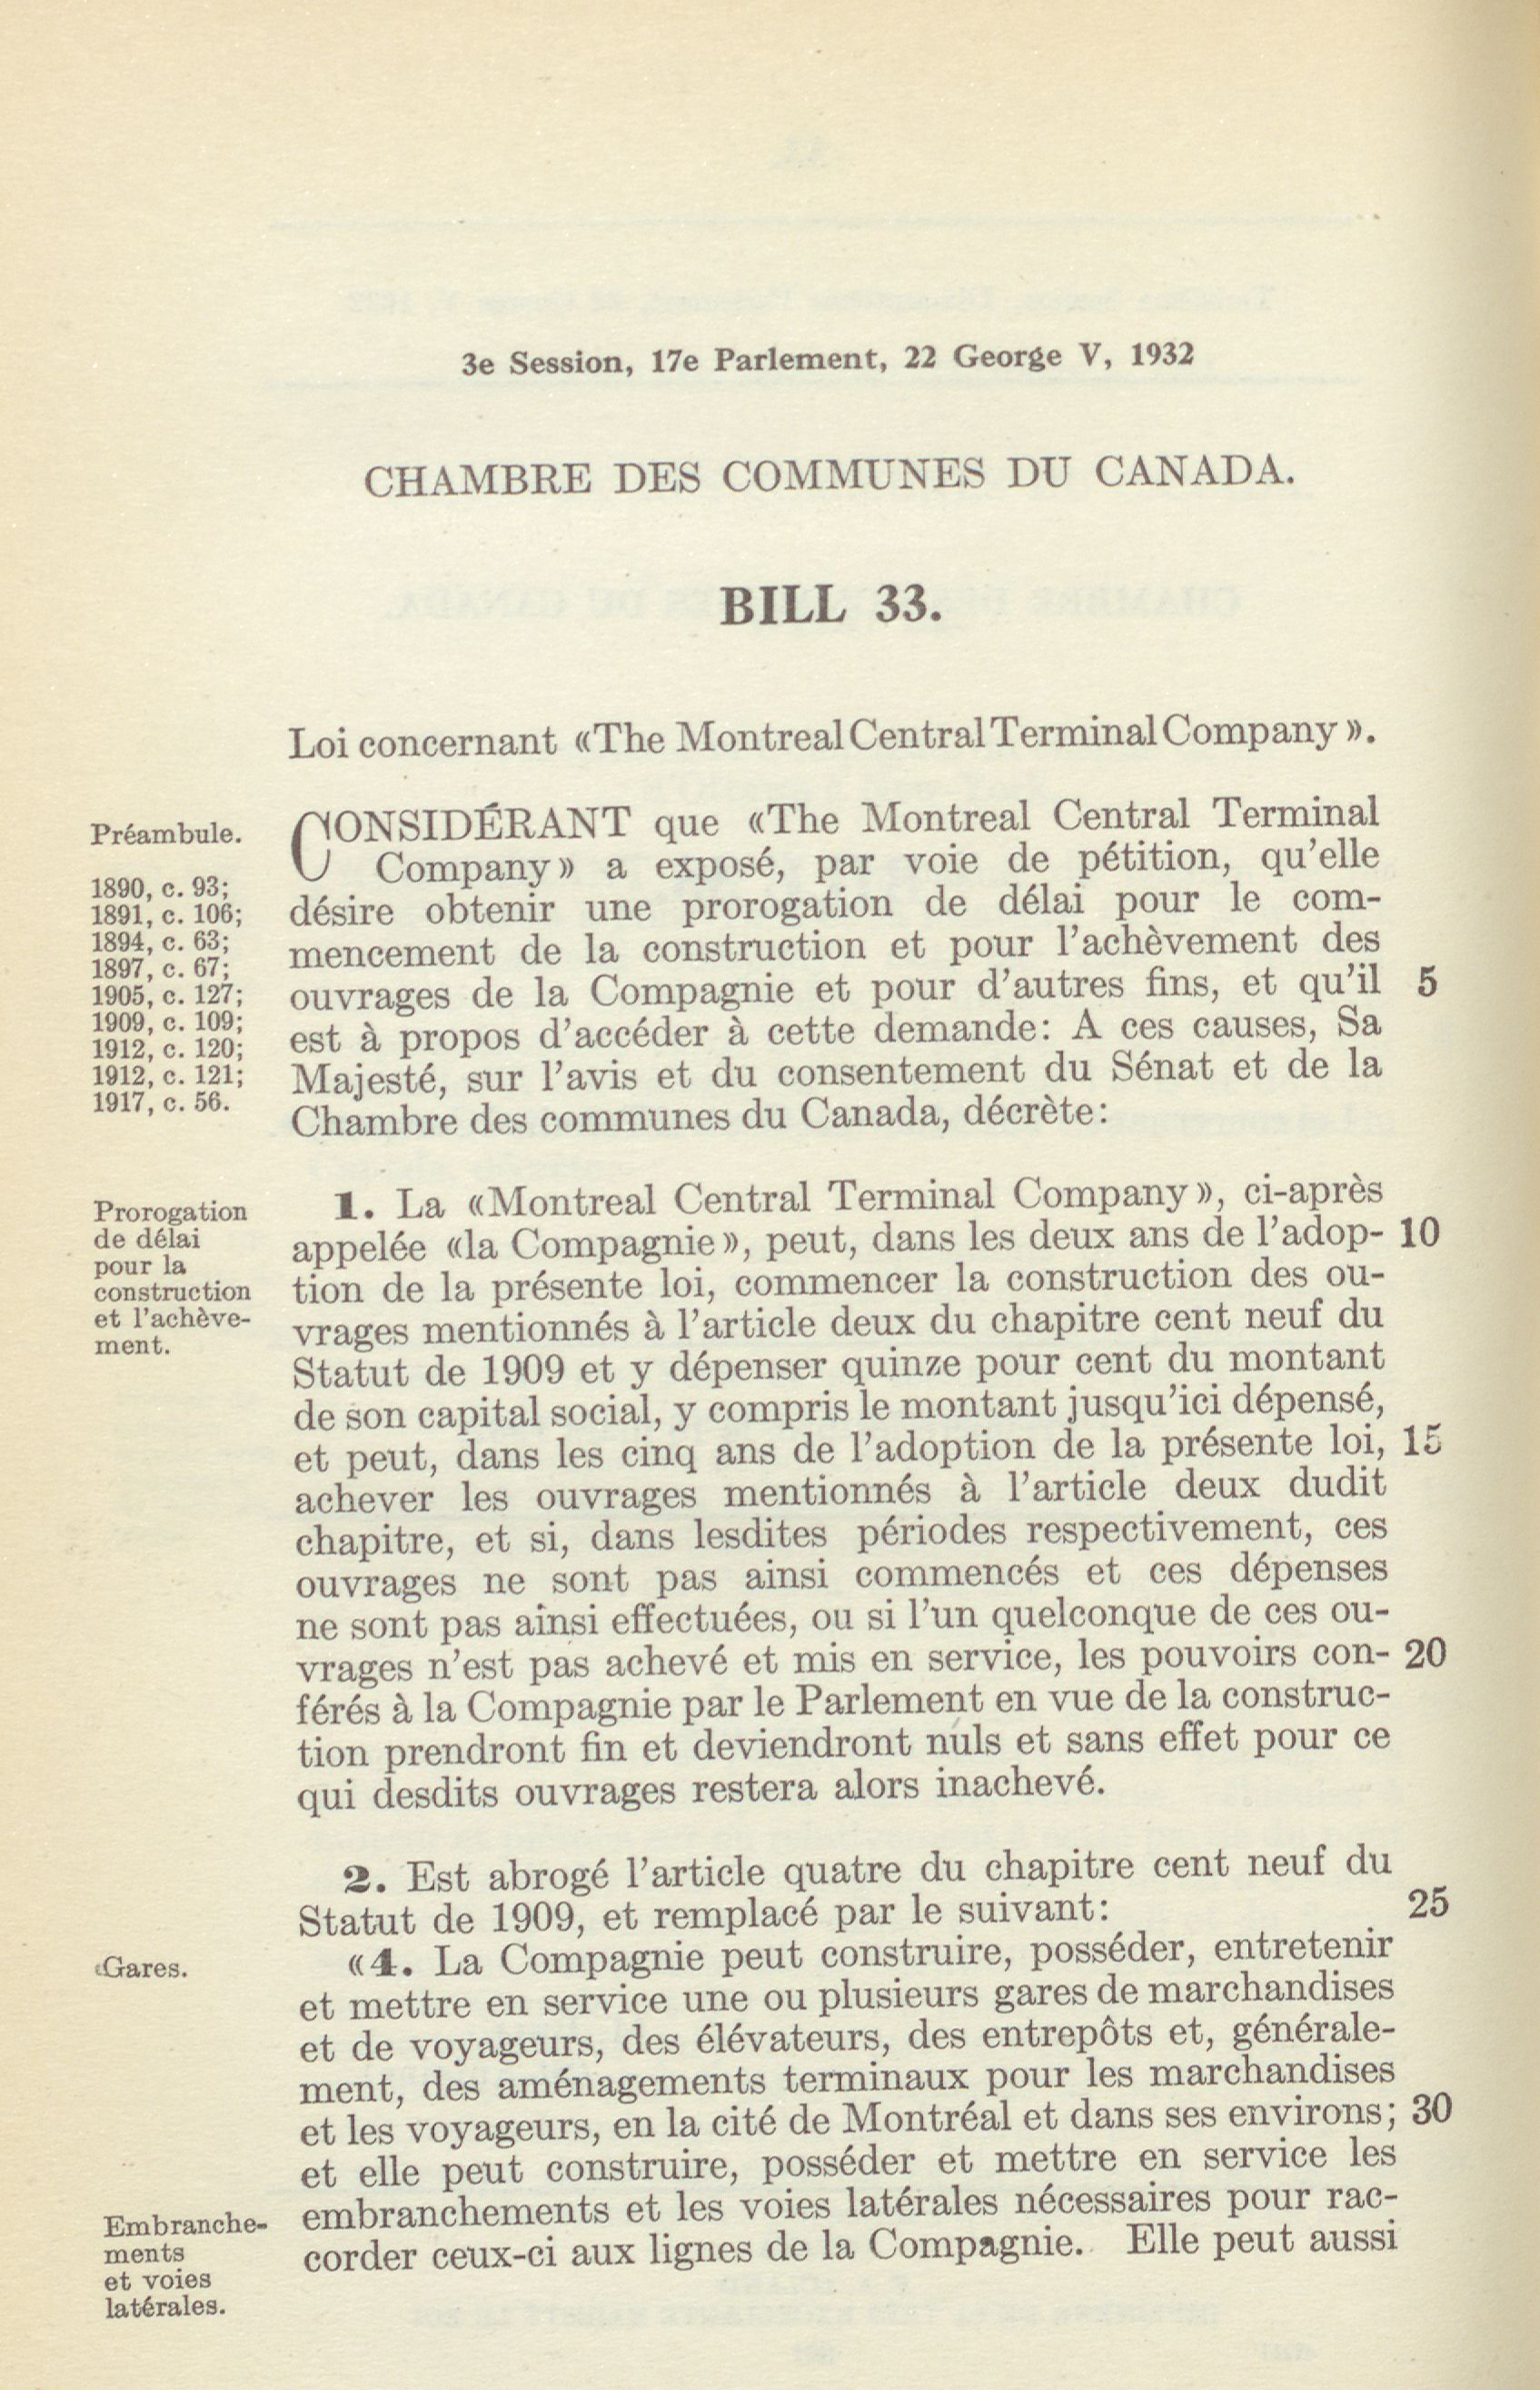 3e Session, 17e Parlement, 22 George V, 1932
CHAMBRE DES COMMUNES DU CANADA.
BILL 33.
Loi concernant «The Montreal Central Terminal Company».
Préambule.
1890, c. 93;
1891, c. 106;
1894, c. 63;
1897, c. 67;
1905, c. 127;
1909, c. 109;
1912, c. 120;
1912, c. 121;
1917, c. 56.
CONSIDÉRANT que «The Montreal Central Terminal
Company» a exposé, par voie de pétition, qu'elle
désire obtenir une prorogation de délai pour le com-
mencement de la construction et pour l'achèvement des
ouvrages de la Compagnie et pour d'autres fins, et qu'il 5
est à propos d'accéder à cette demande: A ces causes, Sa
Majesté, sur l'avis et du consentement du Sénat et de la
Chambre des communes du Canada, décrète:
Prorogation
de délai
pour la
construction
et l'achève-
ment.
1. La «Montreal Central Terminal Company», ci-après
appelée «la Compagnie», peut, dans les deux ans de l'adop- 10
tion de la présente loi, commencer la construction des ou-
vrages mentionnés à l'article deux du chapitre cent neuf du
Statut de 1909 et y dépenser quinze pour cent du montant
de son capital social, y compris le montant jusqu'ici dépensé,
et peut, dans les cinq ans de l'adoption de la présente loi, 15
achever les ouvrages mentionnés à l'article deux dudit
chapitre, et si, dans lesdites périodes respectivement, ces
ouvrages ne sont pas ainsi commencés et ces dépenses
ne sont pas ainsi effectuées, ou si l'un quelconque de ces ou-
vrages n'est pas achevé et mis en service, les pouvoirs con- 20
férés à la Compagnie par le Parlement en vue de la construc-
tion prendront fin et deviendront nuls et sans effet pour ce
qui desdits ouvrages restera alors inachevé.
2. Est abrogé l'article quatre du chapitre cent neuf du
Statut de 1909, et remplacé par le suivant: 25
Gares.
«4. La Compagnie peut construire, posséder, entretenir
et mettre en service une ou plusieurs gares de marchandises
et de voyageurs, des élévateurs, des entrepôts et, générale-
ment, des aménagements terminaux pour les marchandises
et les voyageurs, en la cité de Montréal et dans ses environs; 30
et elle peut construire, posséder et mettre en service les
embranchements et les voies latérales nécessaires pour rac-
corder ceux-ci aux lignes de la Compagnie. Elle peut aussi
Embranche-
ments
et voies
latérales.